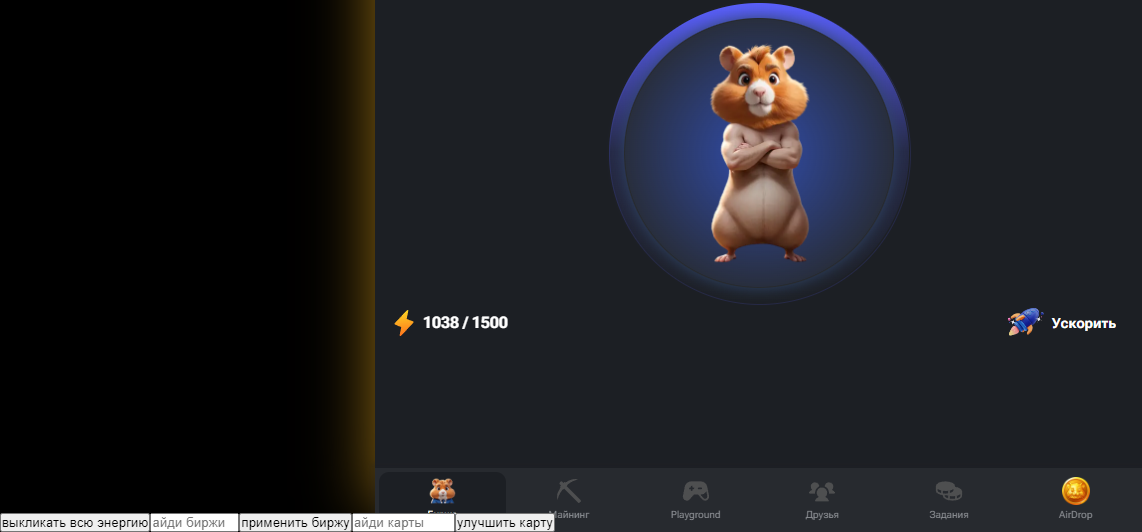 1038 / 1500
Ускорить
Майнинг
Playground
Друзья
Задания
AirDrop
выкликать всю энергию айди биржи применить биржу айди карты улучшить карту